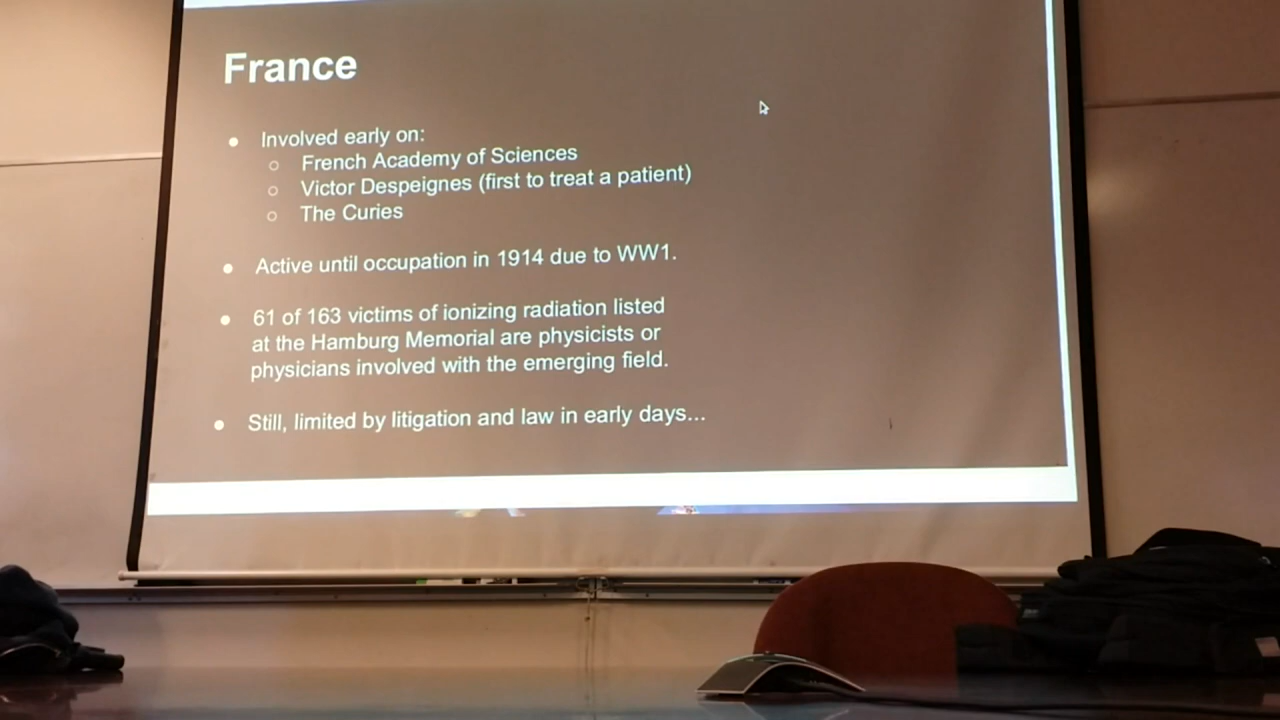 France
● Involved early on:
○ French Academy of Sciences
○ Victor Despeignes (first to treat a patient)
○ The Curies
● Active until occupation in 1914 due to WW1.
● 61 of 163 victims of ionizing radiation listed
at the Hamburg Memorial are physicists or
physicians involved with the emerging field.
● Still, limited by litigation and law in early days...